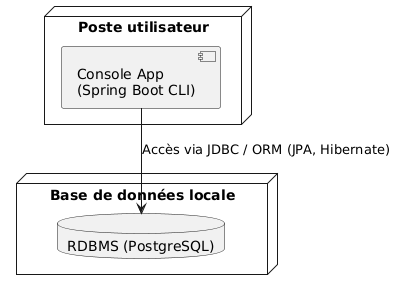 Poste utilisateur
Console App
(Spring Boot CLI)
Accès via JDBC / ORM (JPA, Hibernate)
Base de données locale
RDBMS (PostgreSQL)